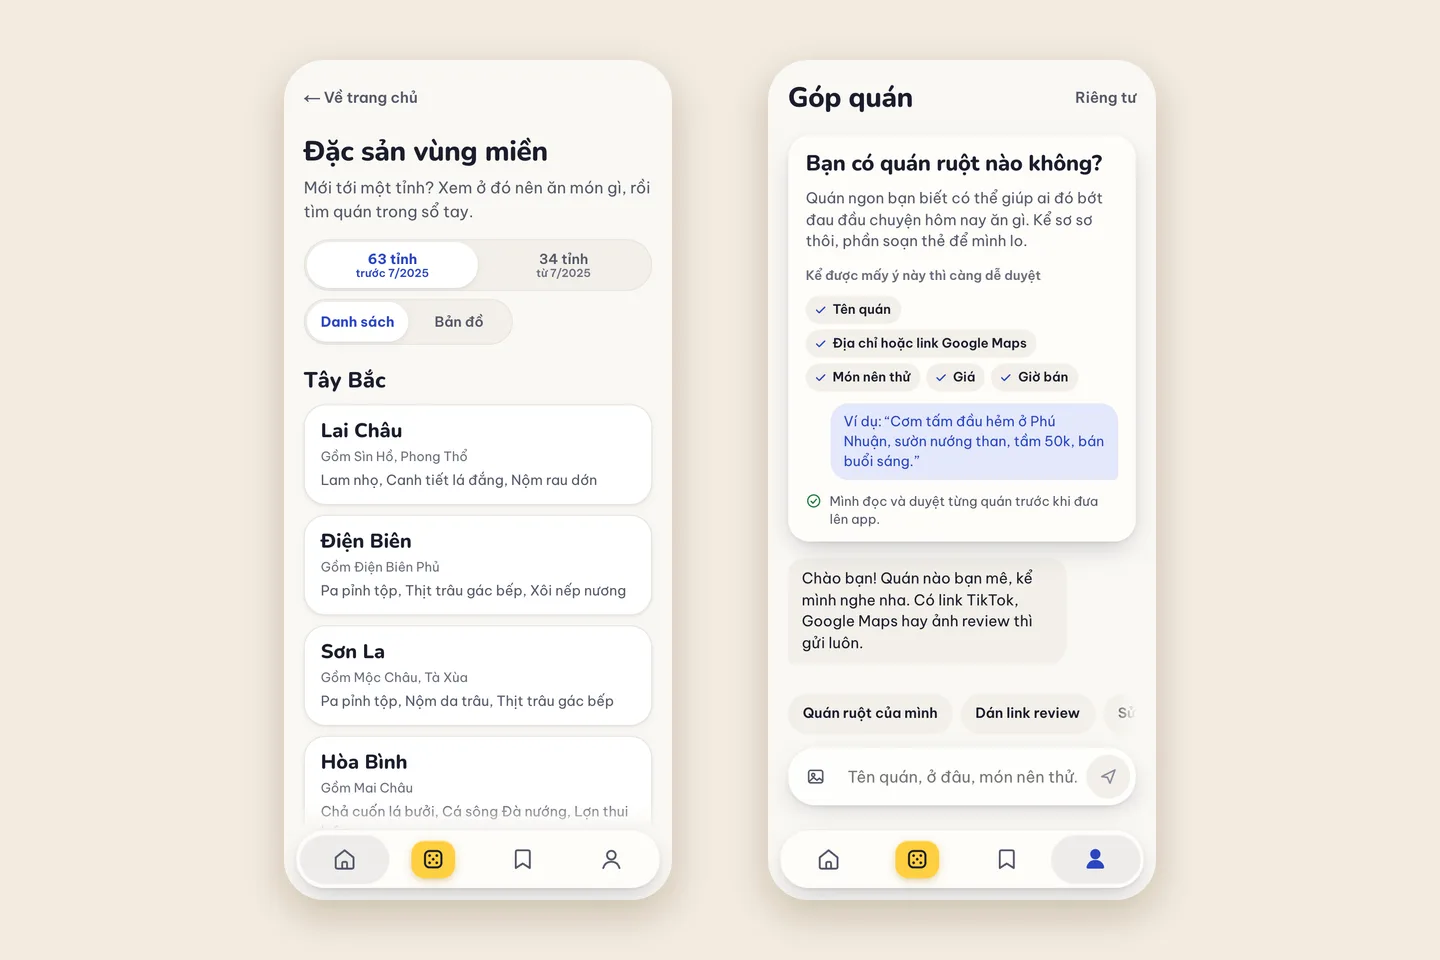 ← Về trang chủ
Đặc sản vùng miền
Mới tới một tỉnh? Xem ở đó nên ăn món gì, rồi
tìm quán trong sổ tay.
63 tỉnh
trước 7/2025
34 tỉnh
từ 7/2025
Danh sách
Bản đồ
Tây Bắc
Lai Châu
Gồm Sìn Hồ, Phong Thổ
Lam nhọ, Canh tiết lá đắng, Nộm rau dớn
Điện Biên
Gồm Điện Biên Phủ
Pa pỉnh tộp, Thịt trâu gác bếp, Xôi nếp nương
Sơn La
Gồm Mộc Châu, Tà Xùa
Pa pỉnh tộp, Nộm da trâu, Thịt trâu gác bếp
Hòa Bình
Gồm Mai Châu
Chả cuốn lá bưởi, Cá sông Đà nướng, Lợn thui
Góp quán
Riêng tư
Bạn có quán ruột nào không?
Quán ngon bạn biết có thể giúp ai đó bớt
đau đầu chuyện hôm nay ăn gì. Kể sơ sơ
thôi, phần soạn thẻ để mình lo.
Kể được mấy ý này thì càng dễ duyệt
Tên quán
Địa chỉ hoặc link Google Maps
Món nên thử
Giá
Giờ bán
Ví dụ: “Cơm tấm đầu hẻm ở Phú
Nhuận, sườn nướng than, tầm 50k, bán
buổi sáng.”
Mình đọc và duyệt từng quán trước khi đưa
lên app.
Chào bạn! Quán nào bạn mê, kể
mình nghe nha. Có link TikTok,
Google Maps hay ảnh review thì
gửi luôn.
Quán ruột của mình
Dán link review
Sử
Tên quán, ở đâu, món nên thử.